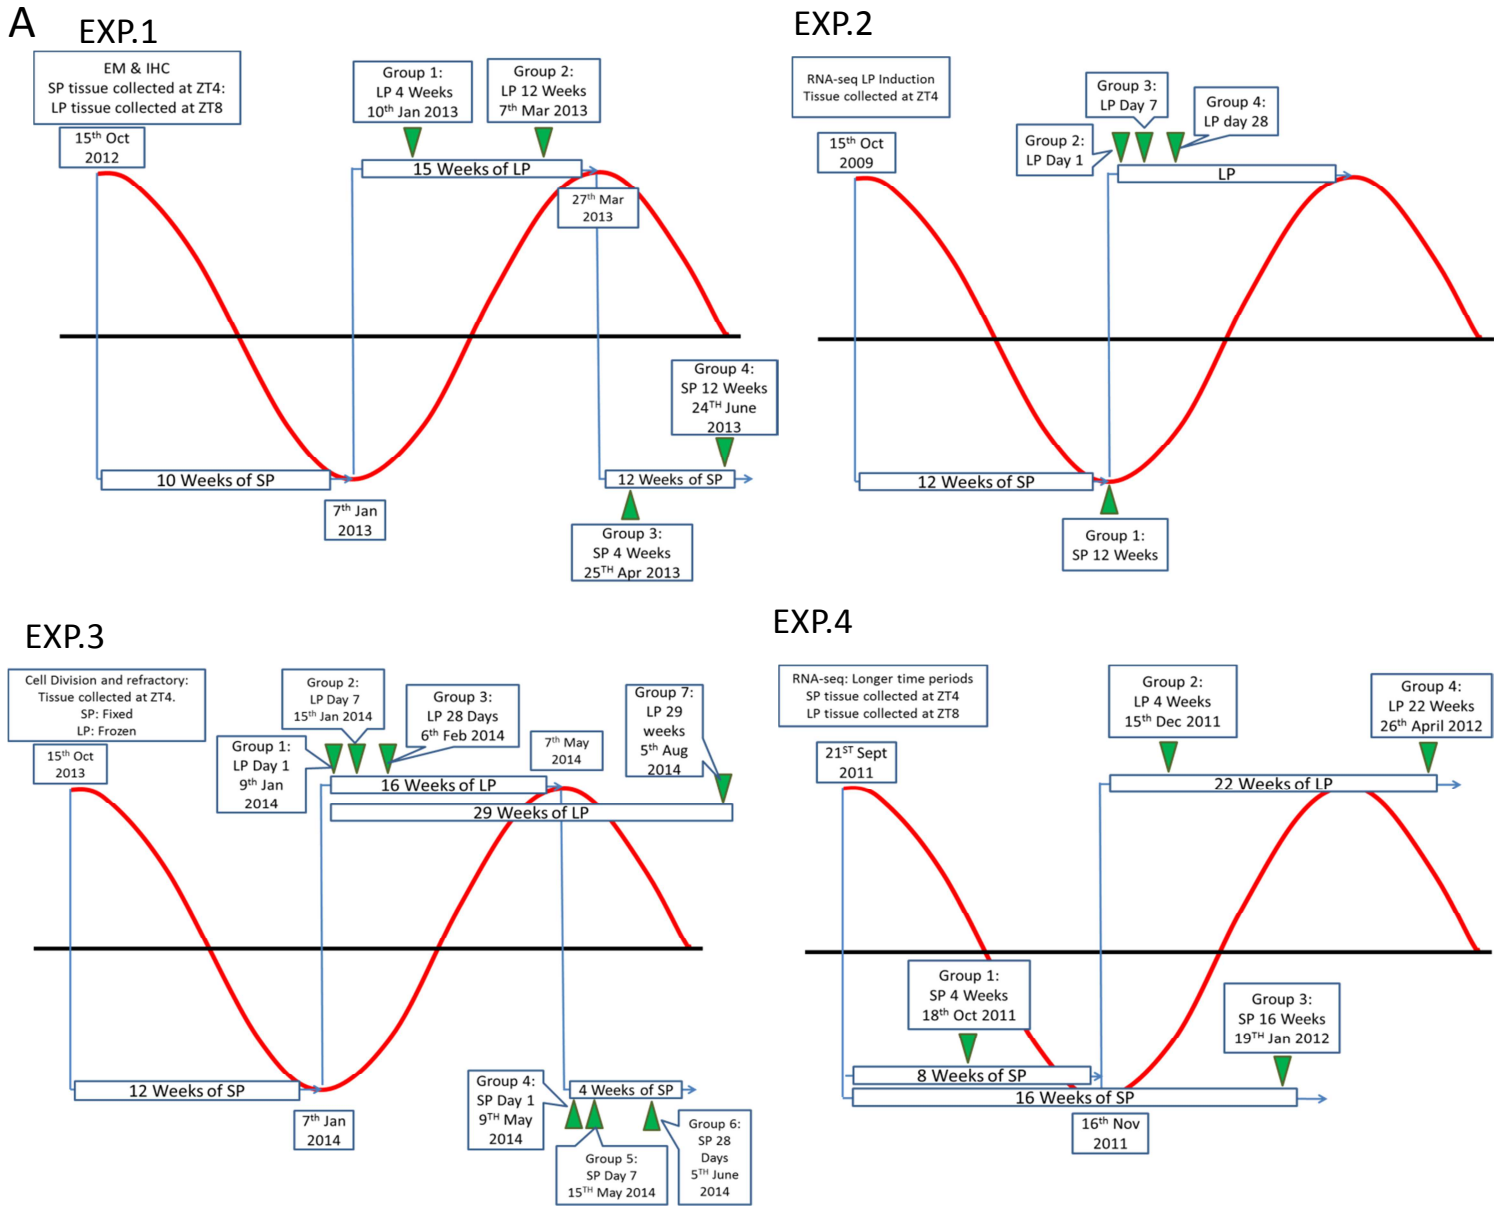 A
EXP.1
EM & IHC
SP tissue collected at ZT4:
LP tissue collected at ZT8
15th Oct
2012
Group 1:
LP 4 Weeks
10th Jan 2013
Group 2:
LP 12 Weeks
7th Mar 2013
15 Weeks of LP
27th Mar
2013
Group 4:
SP 12 Weeks
24TH June
2013
10 Weeks of SP
12 Weeks of SP
7th Jan
2013
Group 3:
SP 4 Weeks
25TH Apr 2013
EXP.2
RNA-seq LP Induction
Tissue collected at ZT4
15th Oct
2009
Group 2:
LP Day 1
Group 3:
LP Day 7
Group 4:
LP day 28
LP
12 Weeks of SP
Group 1:
SP 12 Weeks
EXP.3
Cell Division and refractory:
Tissue collected at ZT4.
SP: Fixed
LP: Frozen
15th Oct
2013
Group 1:
LP Day 1
9th Jan
2014
Group 2:
LP Day 7
15th Jan 2014
Group 3:
LP 28 Days
6th Feb 2014
7th May
2014
Group 7:
LP 29
weeks
5th Aug
2014
16 Weeks of LP
29 Weeks of LP
12 Weeks of SP
7th Jan
2014
4 Weeks of SP
Group 4:
SP Day 1
9TH May
2014
Group 5:
SP Day 7
15TH May 2014
Group 6:
SP 28
Days
5TH June
2014
EXP.4
RNA-seq: Longer time periods
SP tissue collected at ZT4
LP tissue collected at ZT8
21ST Sept
2011
Group 2:
LP 4 Weeks
15th Dec 2011
Group 4:
LP 22 Weeks
26th April 2012
22 Weeks of LP
Group 1:
SP 4 Weeks
18th Oct 2011
Group 3:
SP 16 Weeks
19TH Jan 2012
8 Weeks of SP
16 Weeks of SP
16th Nov
2011